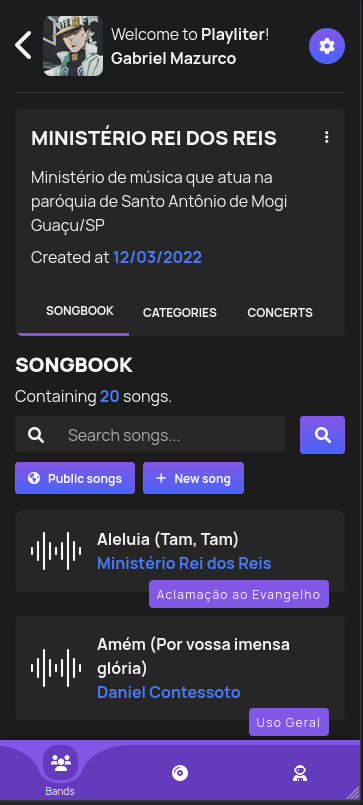 Welcome to Playliter!
Gabriel Mazurco
MINISTÉRIO REI DOS REIS
Ministério de música que atua na
paróquia de Santo Antônio de Mogi
Guaçu/SP
Created at 12/03/2022
SONGBOOK CATEGORIES CONCERTS
SONGBOOK
Containing 20 songs.
Search songs...
Public songs New song
Aleluia (Tam, Tam)
Ministério Rei dos Reis
Aclamação ao Evangelho
Amém (Por vossa imensa
glória)
Daniel Contessoto
Uso Geral
Bands